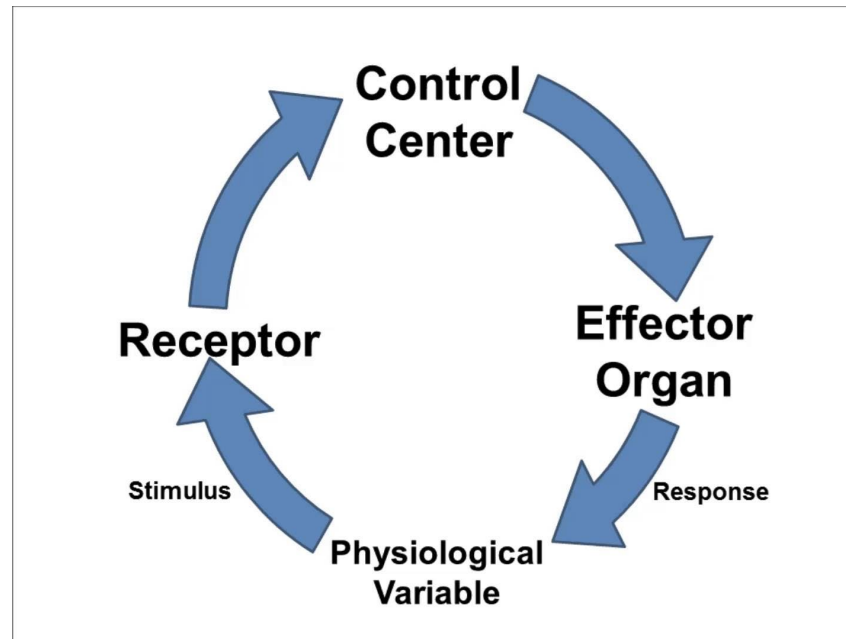 Control
Center
Effector
Organ
Receptor
Stimulus
Response
Physiological
Variable